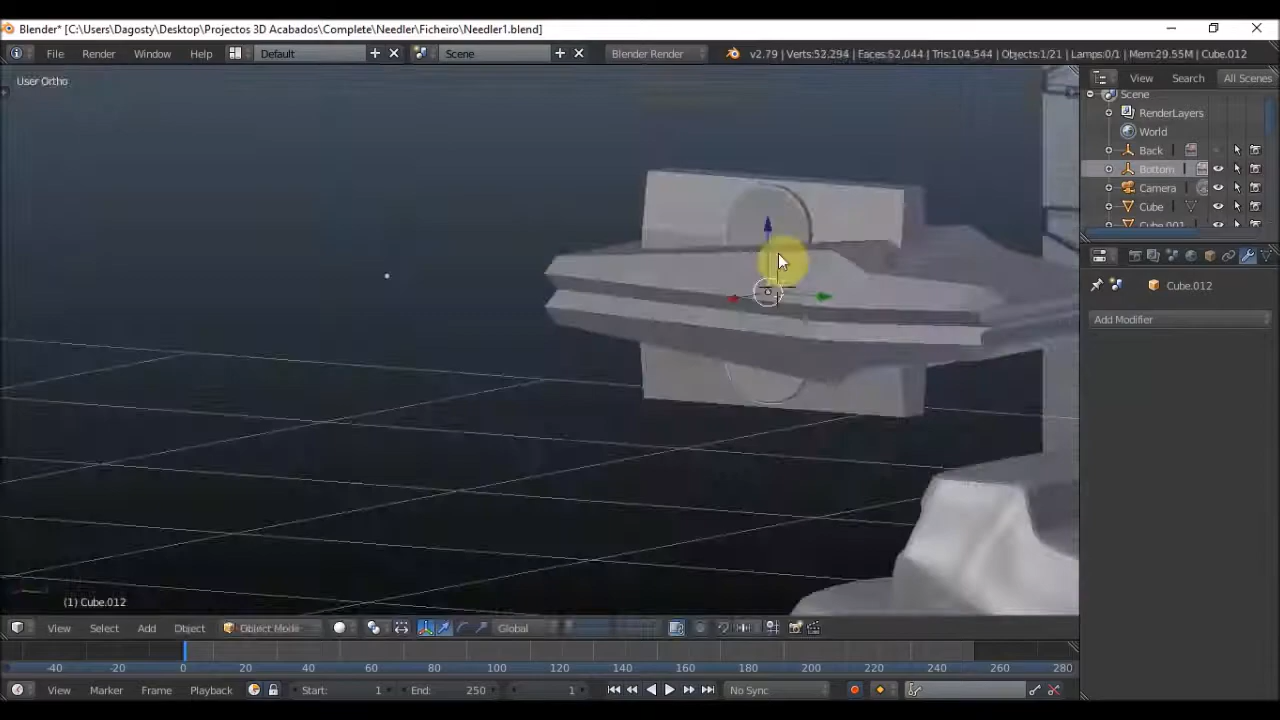 Blender* [C:\Users\Dagosty\Desktop\Projectos 3D Acabados\Complete\Needler\Ficheiro\Needler1.blend]
File Render Window Help Default Scene Blender Render v2.79 | Verts:52,294 | Faces:52,044 | Tris:104,544 | Objects:1/21 | Lamps:0/1 | Mem:29.55M | Cube.012
User Ortho
View Search All Scenes
Scene
RenderLayers
World
Back
Bottom
Camera
Cube
Cube.001
Cube.012
Add Modifier
(1) Cube.012
View Select Add Object Object Mode Global
-40 -20 0 20 40 60 80 100 120 140 160 180 200 220 240 260 280
View Marker Frame Playback Start: 1 End: 250 1 No Sync